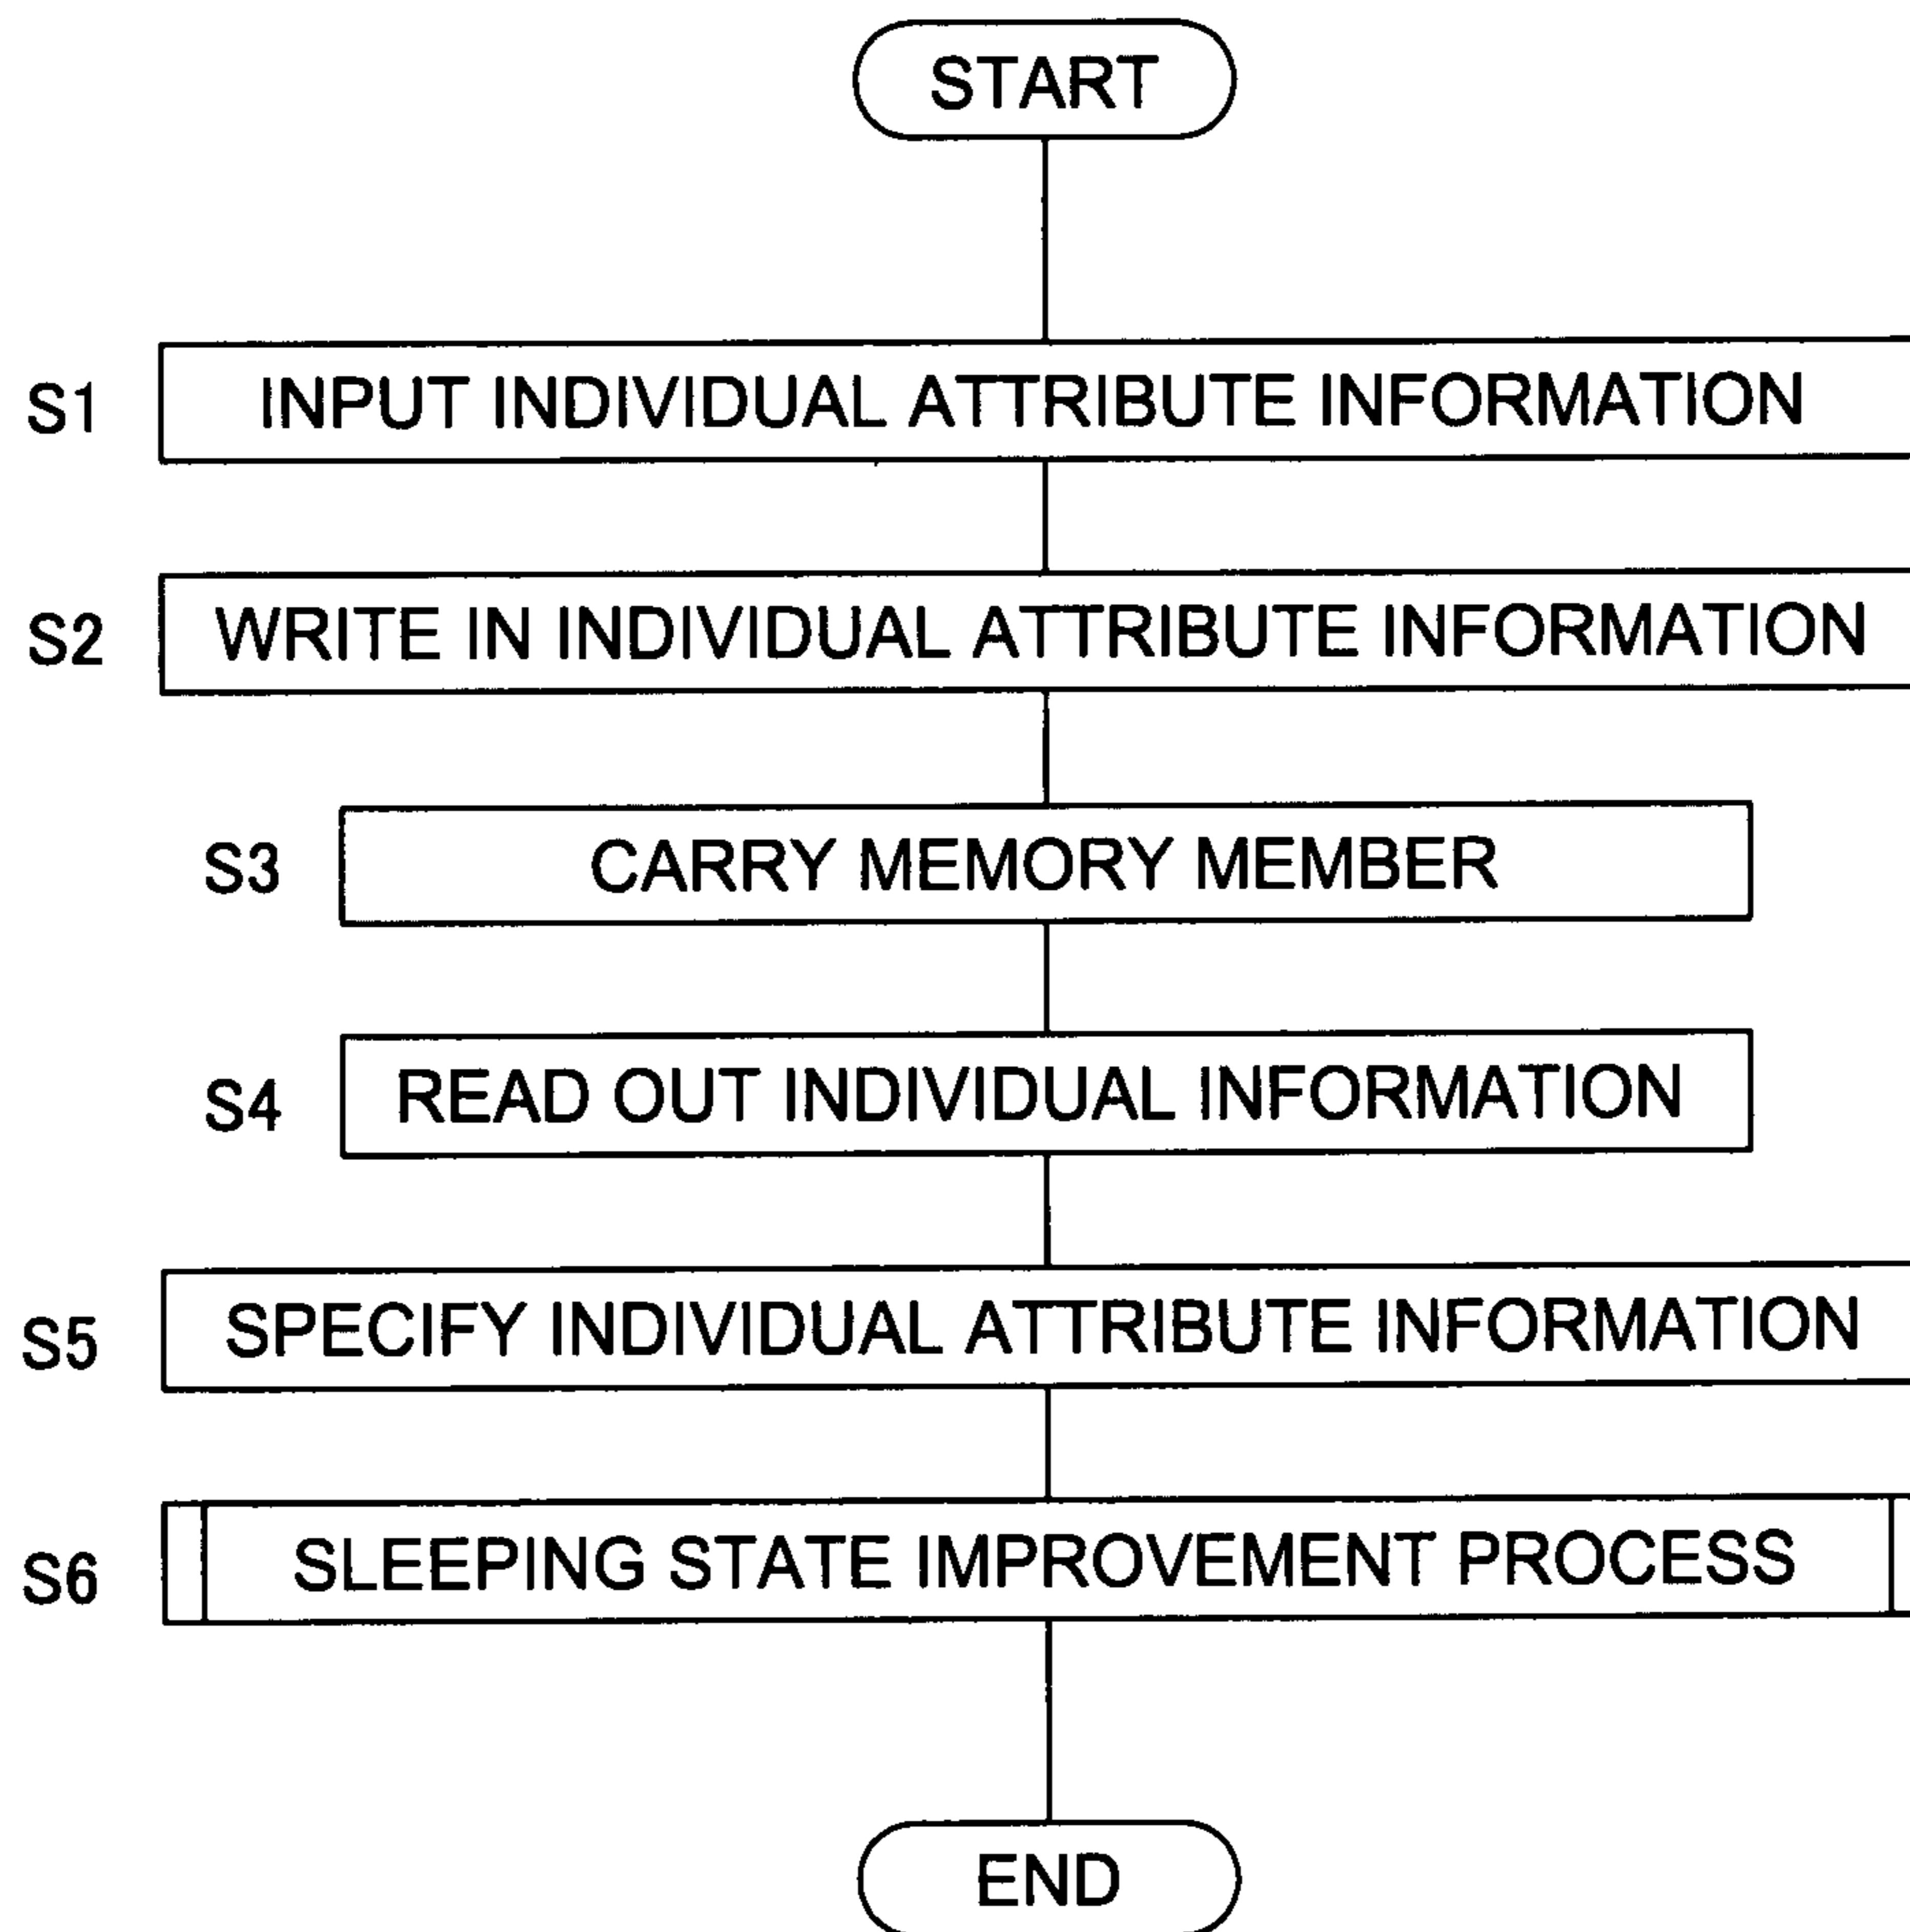 START
S1 INPUT INDIVIDUAL ATTRIBUTE INFORMATION
S2 WRITE IN INDIVIDUAL ATTRIBUTE INFORMATION
S3 CARRY MEMORY MEMBER
S4 READ OUT INDIVIDUAL INFORMATION
S5 SPECIFY INDIVIDUAL ATTRIBUTE INFORMATION
S6 SLEEPING STATE IMPROVEMENT PROCESS
END